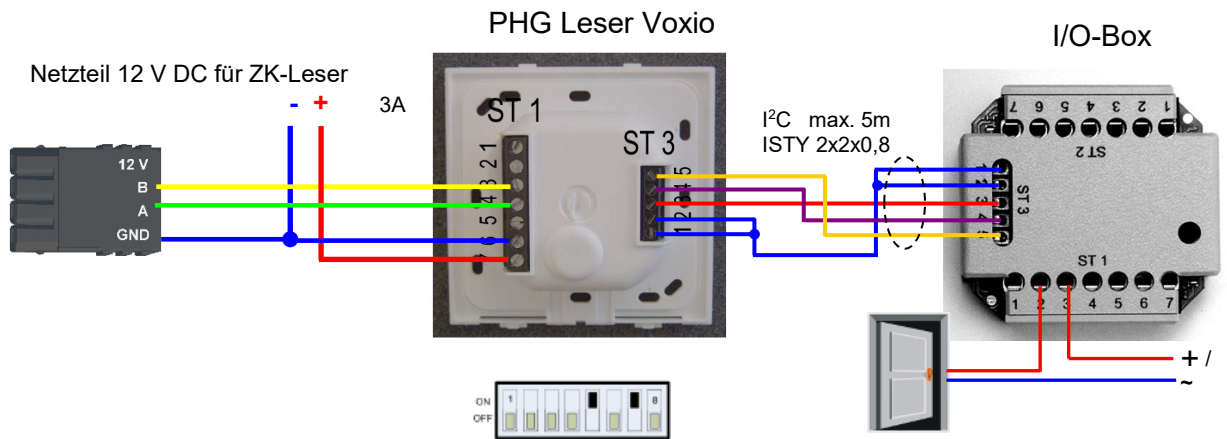 PHG Leser Voxio
I/O-Box
Netzteil 12 V DC für ZK-Leser
- +
3A
12 V
B
A
GND
ST 1
1
2
3
4
5
6
7
ST 3
5
4
3
2
1
I²C max. 5m
ISTY 2x2x0,8
7 6 5 4 3 2 1
ST 2
1
2
3
4
5
ST 3
ST 1
1 2 3 4 5 6 7
+ /
~
ON 1 8
OFF